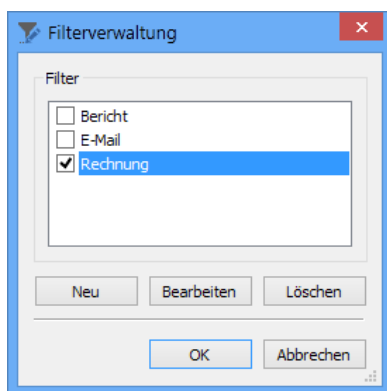 Filterverwaltung
Filter
Bericht
E-Mail
Rechnung
Neu Bearbeiten Löschen
OK Abbrechen